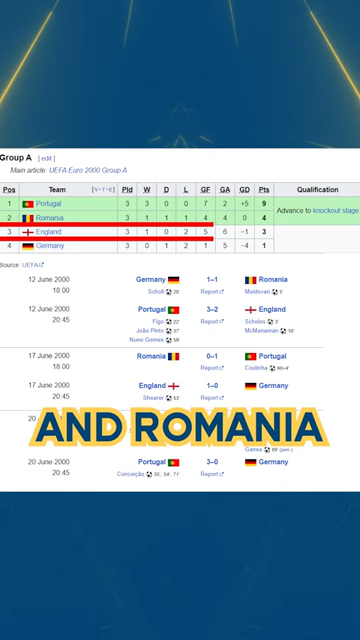 Group A [ edit ]
Main article: UEFA Euro 2000 Group A
Pos Team [v·t·e] Pld W D L GF GA GD Pts Qualification
1 Portugal 3 3 0 0 7 2 +5 9 Advance to knockout stage
2 Romania 3 1 1 1 4 4 0 4
3 England 3 1 0 2 5 6 −1 3
4 Germany 3 0 1 2 1 5 −4 1
Source: UEFA
12 June 2000 Germany 1–1 Romania
18:00 Scholl 28' Report Moldovan 5'
12 June 2000 Portugal 3–2 England
20:45 Figo 22' Report Scholes 3'
João Pinto 37' McManaman 18'
Nuno Gomes 59'
17 June 2000 Romania 0–1 Portugal
18:00 Report Costinha 90+4'
17 June 2000 England 1–0 Germany
20:45 Shearer 53' Report
20
AND ROMANIA
Ganea 89' (pen.)
20 June 2000 Portugal 3–0 Germany
20:45 Conceição 35', 54', 71' Report